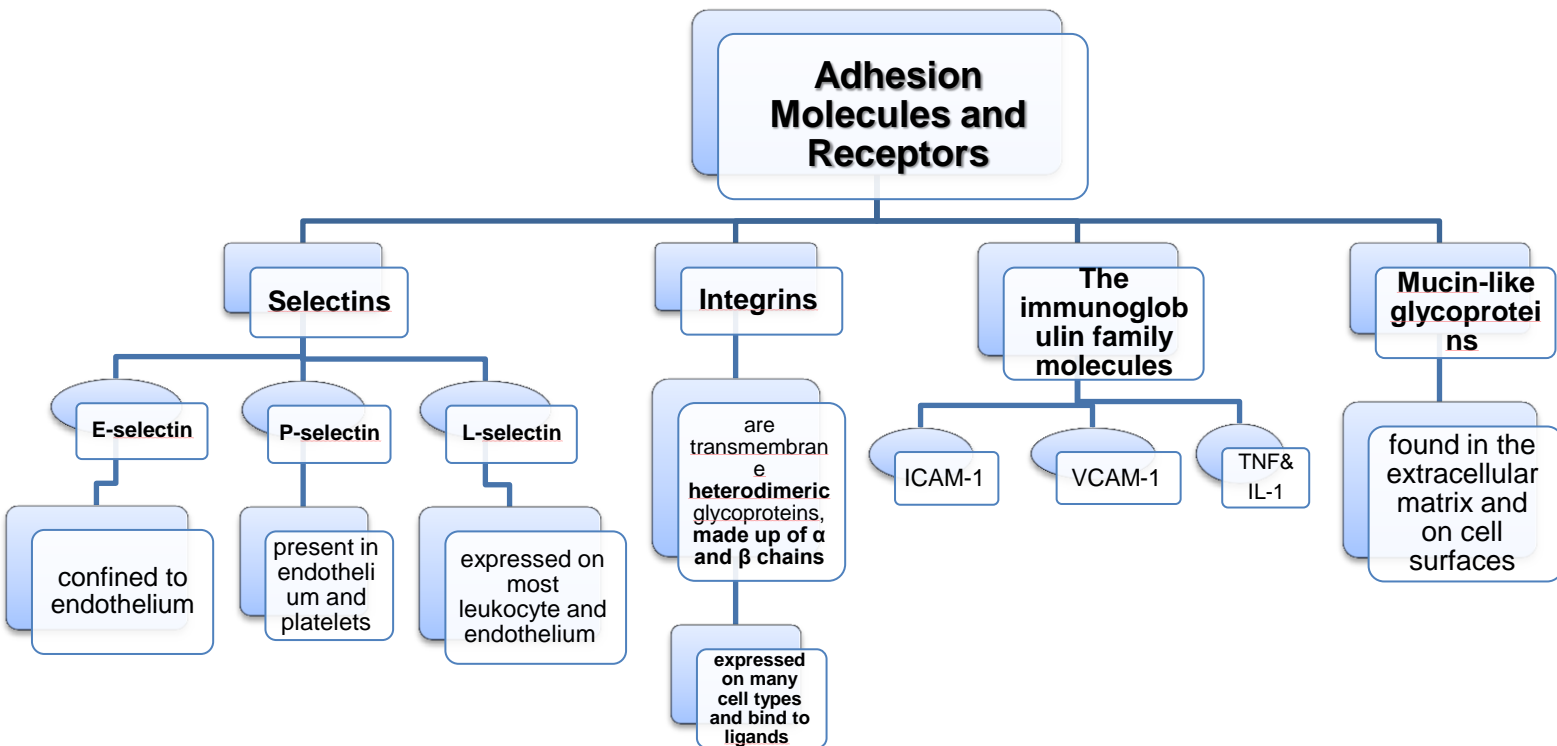 Adhesion
Molecules and
Receptors
Selectins
Integrins
The
immunoglob
ulin family
molecules
Mucin-like
glycoprotei
ns
E-selectin
P-selectin
L-selectin
are
transmembran
e
heterodimeric
glycoproteins,
made up of α
and β chains
ICAM-1
VCAM-1
TNF&
IL-1
found in the
extracellular
matrix and
on cell
surfaces
confined to
endothelium
present in
endotheli
um and
platelets
expressed on
most
leukocyte and
endothelium
expressed
on many
cell types
and bind to
ligands